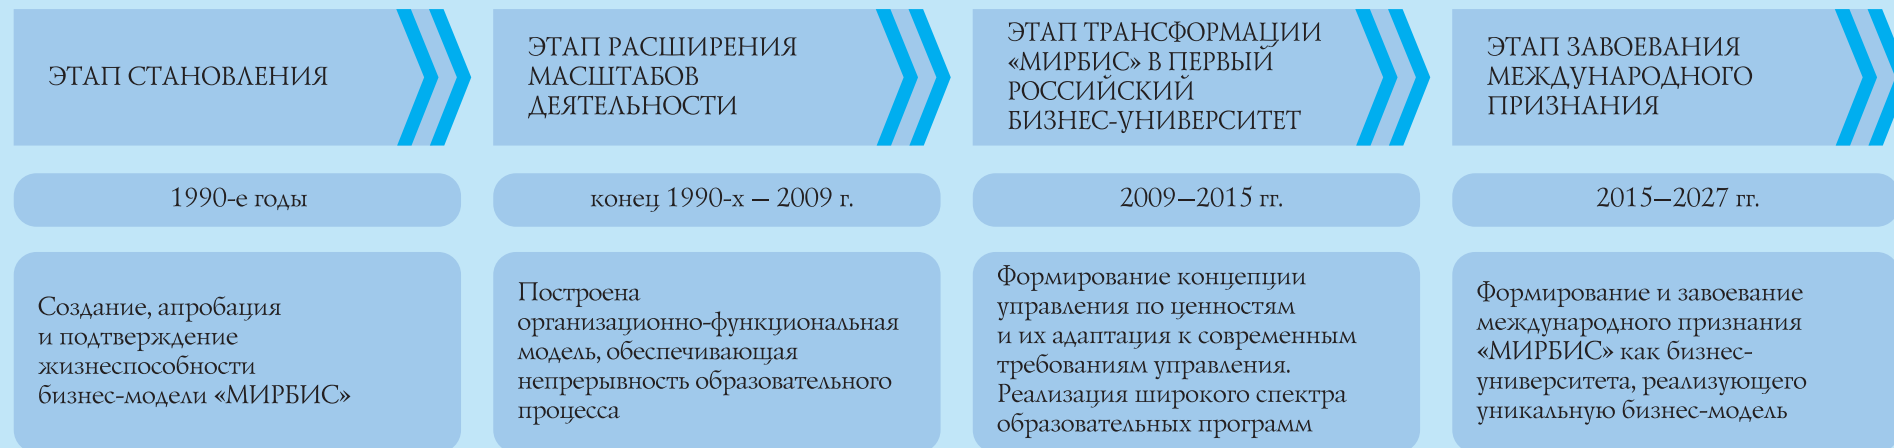 ЭТАП СТАНОВЛЕНИЯ
ЭТАП РАСШИРЕНИЯ
МАСШТАБОВ
ДЕЯТЕЛЬНОСТИ
ЭТАП ТРАНСФОРМАЦИИ
«МИРБИС» В ПЕРВЫЙ
РОССИЙСКИЙ
БИЗНЕС-УНИВЕРСИТЕТ
ЭТАП ЗАВОЕВАНИЯ
МЕЖДУНАРОДНОГО
ПРИЗНАНИЯ
1990-е годы
конец 1990-х — 2009 г.
2009—2015 гг.
2015—2027 гг.
Создание, апробация
и подтверждение
жизнеспособности
бизнес-модели «МИРБИС»
Построена
организационно-функциональная
модель, обеспечивающая
непрерывность образовательного
процесса
Формирование концепции
управления по ценностям
и их адаптация к современным
требованиям управления.
Реализация широкого спектра
образовательных программ
Формирование и завоевание
международного признания
«МИРБИС» как бизнес-
университета, реализующего
уникальную бизнес-модель